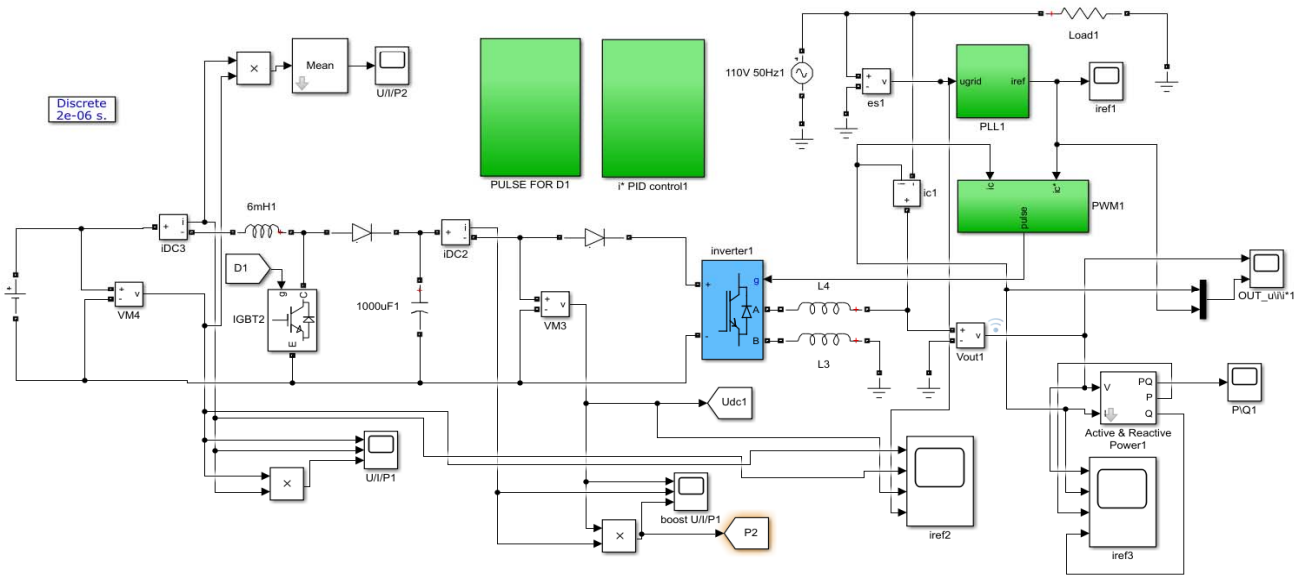 Discrete
2e-06 s.
×
Mean
U/I/P2
PULSE FOR D1
i* PID control1
110V 50Hz1
+
-
v
es1
ugrid
iref
PLL1
iref1
Load1
ic
ic*
pulse
PWM1
i
+
ic1
iDC3
i
-
6mH1
+
iDC2
i
-
inverter1
g
+
-
A
B
L4
L3
D1
g
C
E
IGBT2
1000uF1
+
-
v
VM4
+
-
v
VM3
+
-
v
Vout1
OUT_u\i\i*1
Udc1
V
I
PQ
P
Q
Active & Reactive
Power1
P\Q1
×
U/I/P1
boost U/I/P1
×
P2
iref2
iref3